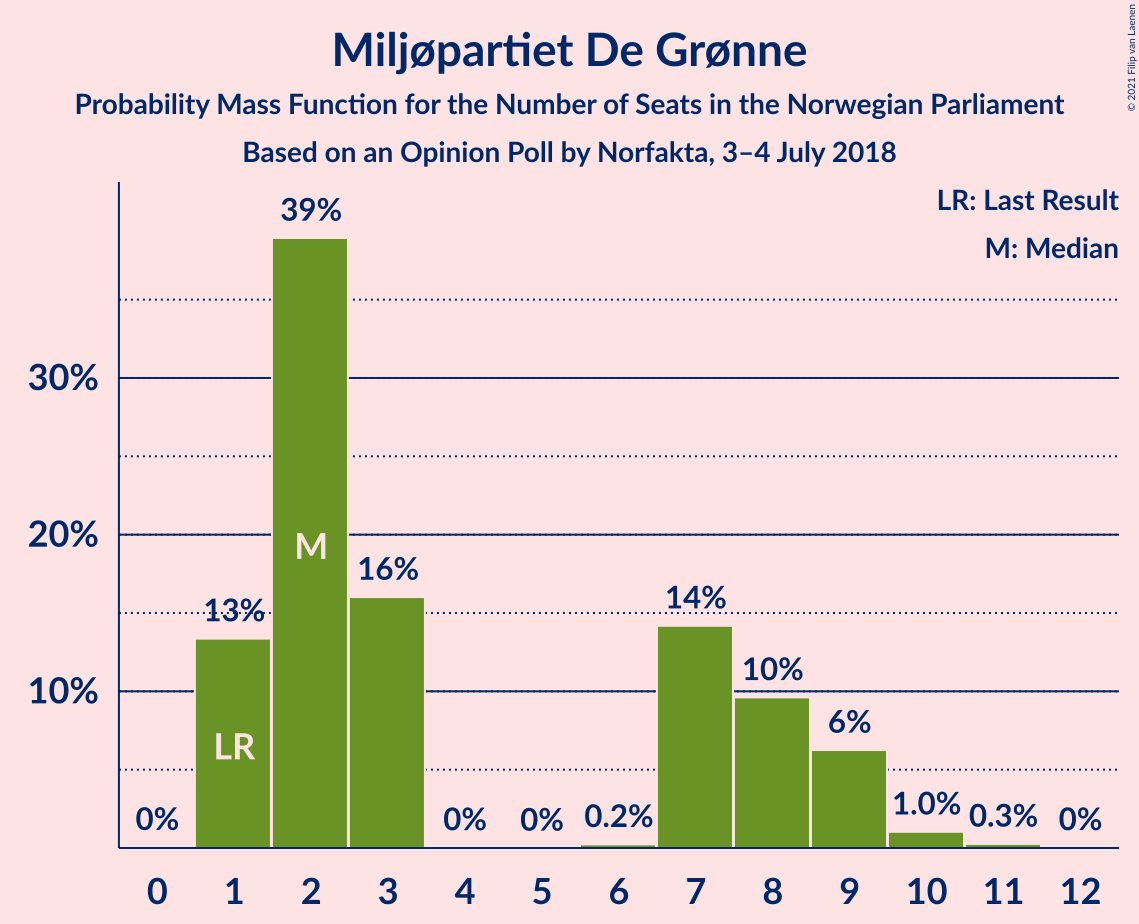 Miljøpartiet De Grønne
Probability Mass Function for the Number of Seats in the Norwegian Parliament
Based on an Opinion Poll by Norfakta, 3–4 July 2018
© 2021 Filip van Laenen
LR: Last Result
M: Median
30%
20%
10%
0%
13%
39%
16%
0%
0%
0.2%
14%
10%
6%
1.0%
0.3%
0%
LR
M
0 1 2 3 4 5 6 7 8 9 10 11 12